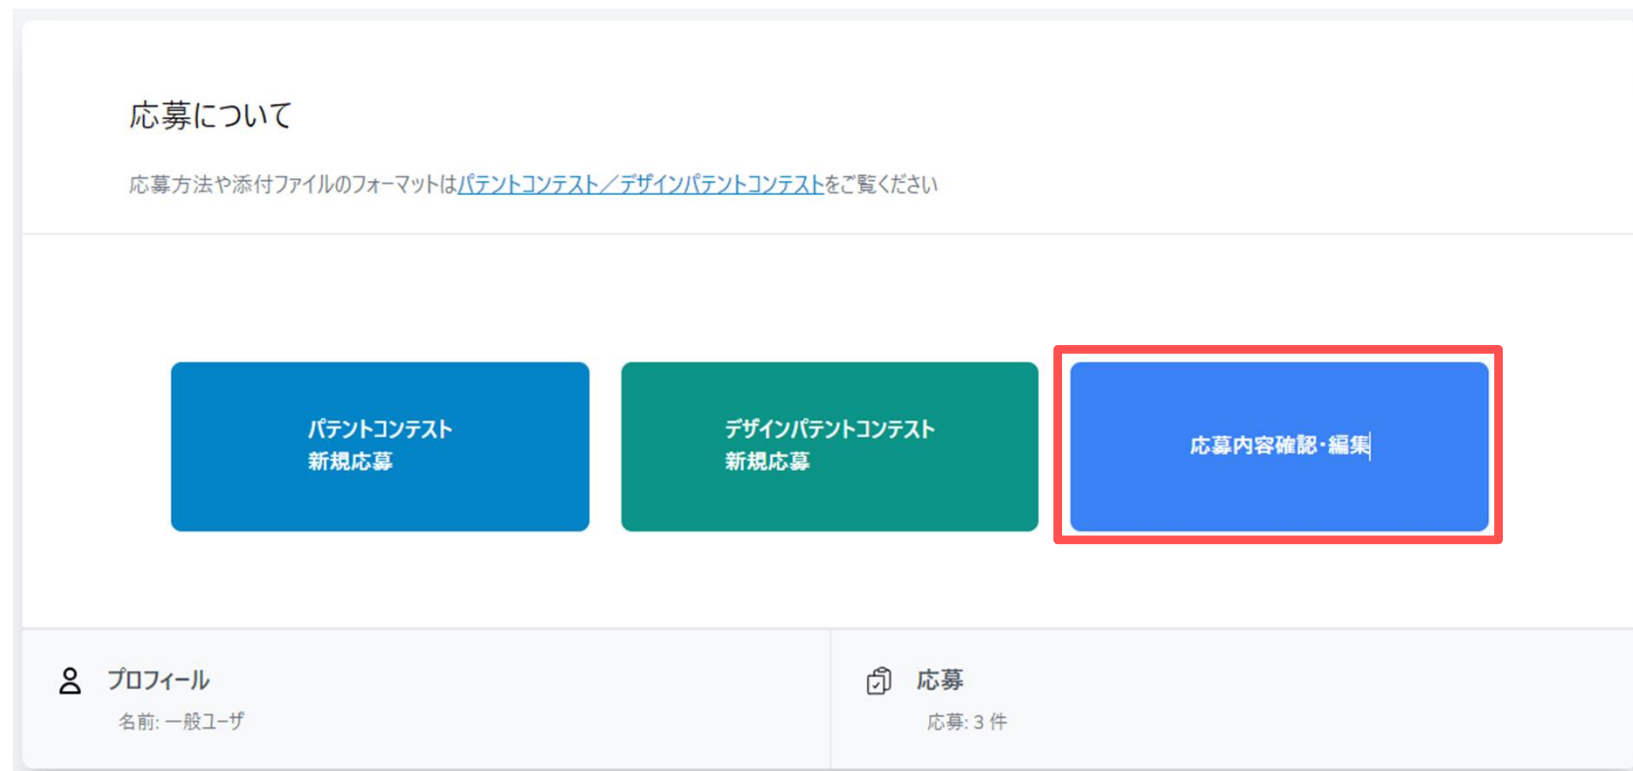 応募について
応募方法や添付ファイルのフォーマットはパテントコンテスト／デザインパテントコンテストをご覧ください
パテントコンテスト
新規応募
デザインパテントコンテスト
新規応募
応募内容確認・編集
プロフィール
名前: 一般ユーザ
応募
応募: 3 件